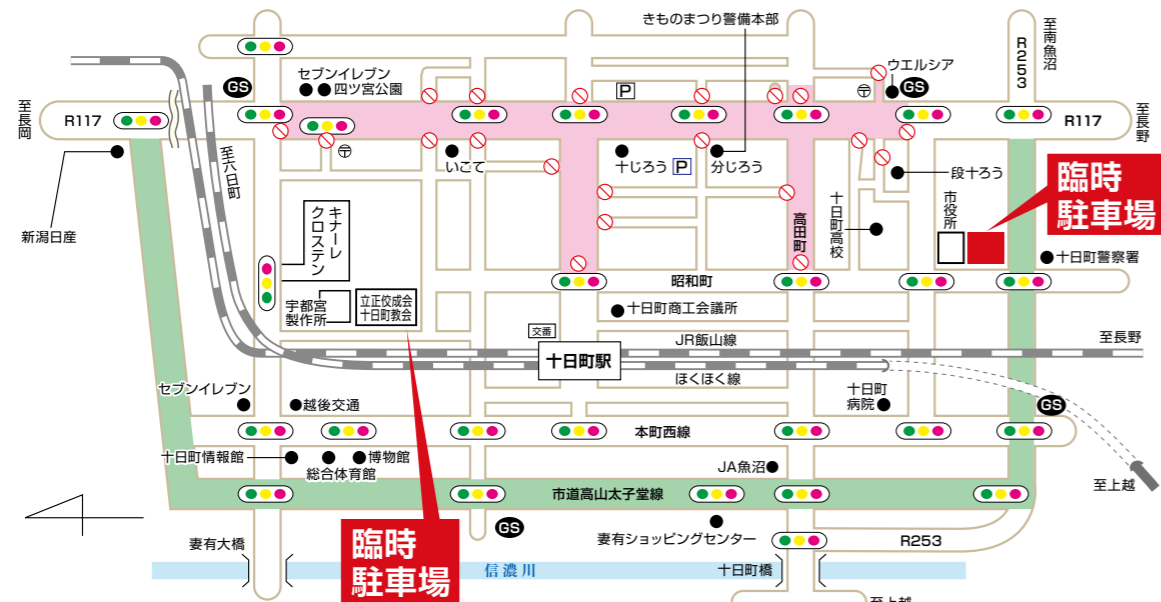 きものまつり警備本部
至南魚沼
R253
セブンイレブン
四ツ宮公園
GS
P
〒
ウエルシア
GS
至長岡
R117
R117
至長野
至六日町
〒
いこて
十じろう
P
分じろう
段十ろう
臨時
駐車場
新潟日産
キナーレ
クロステン
高田町
十日町高校
市役所
十日町警察署
昭和町
宇都宮
製作所
立正佼成会
十日町教会
十日町商工会議所
交番
JR飯山線
至長野
十日町駅
ほくほく線
セブンイレブン
越後交通
十日町
病院
GS
本町西線
十日町情報館
博物館
総合体育館
JA魚沼
至上越
市道高山太子堂線
GS
妻有ショッピングセンター
R253
臨時
駐車場
妻有大橋
信濃川
十日町橋
至上越